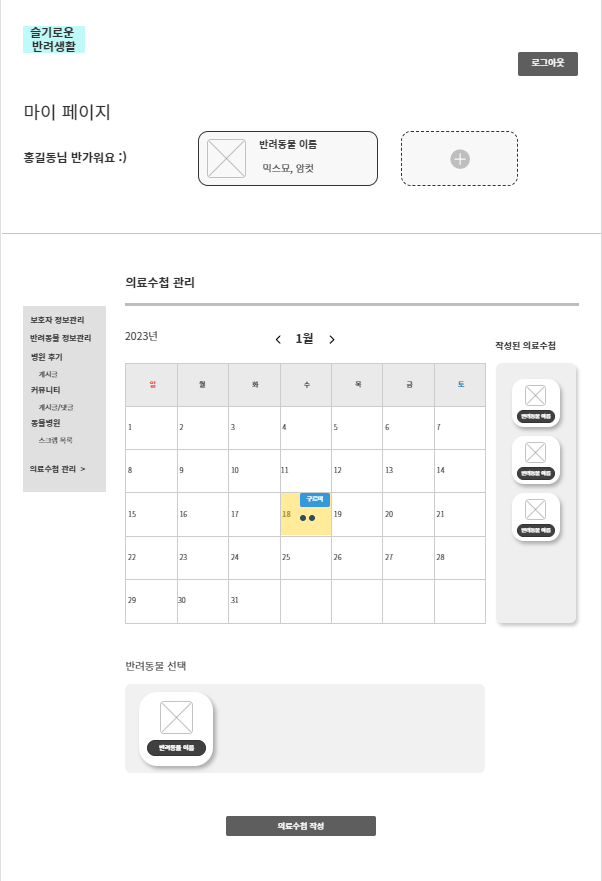 슬기로운
반려생활
로그아웃
마이 페이지
홍길동님 반가워요 :)
반려동물 이름
믹스묘, 암컷
의료수첩 관리
보호자 정보관리
반려동물 정보관리
병원 후기
게시글
커뮤니티
게시글/댓글
동물병원
스크랩 목록
의료수첩 관리 >
2023년
< 1월 >
작성된 의료수첩
월 화 수 목 금 토
1 2 3 4 5 6 7
8 9 10 11 12 13 14
15 16 17 18 19 20 21
22 23 24 25 26 27 28
29 30 31
반려동물 이름
반려동물 이름
반려동물 이름
반려동물 선택
반려동물 이름
의료수첩 작성